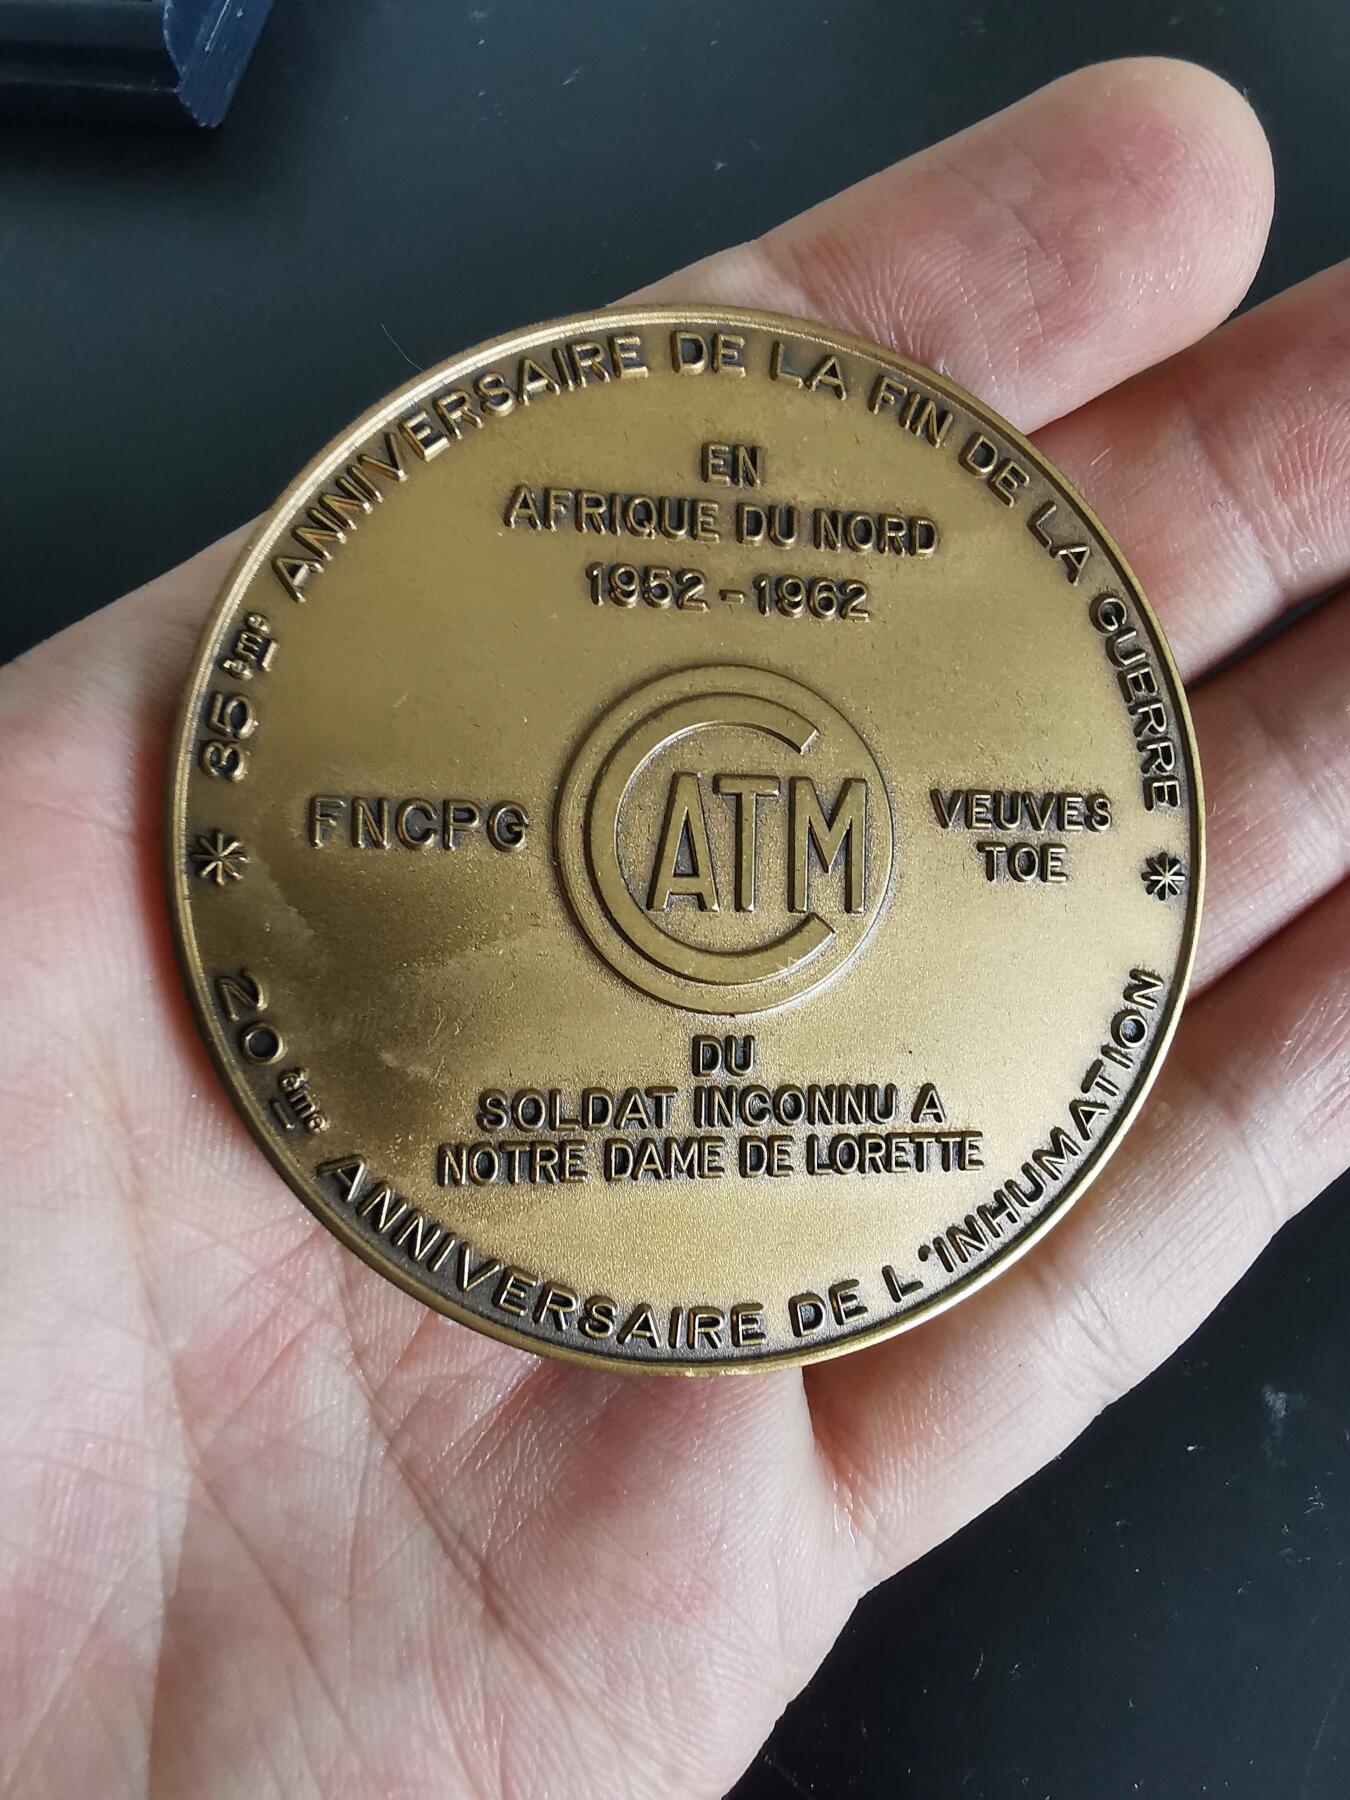 35ème ANNIVERSAIRE DE LA FIN DE LA GUERRE
EN
AFRIQUE DU NORD
1952-1962
FNCPG
CATM
VEUVES
TOE
20ème ANNIVERSAIRE DE L'INHUMATION
DU
SOLDAT INCONNU A
NOTRE DAME DE LORETTE